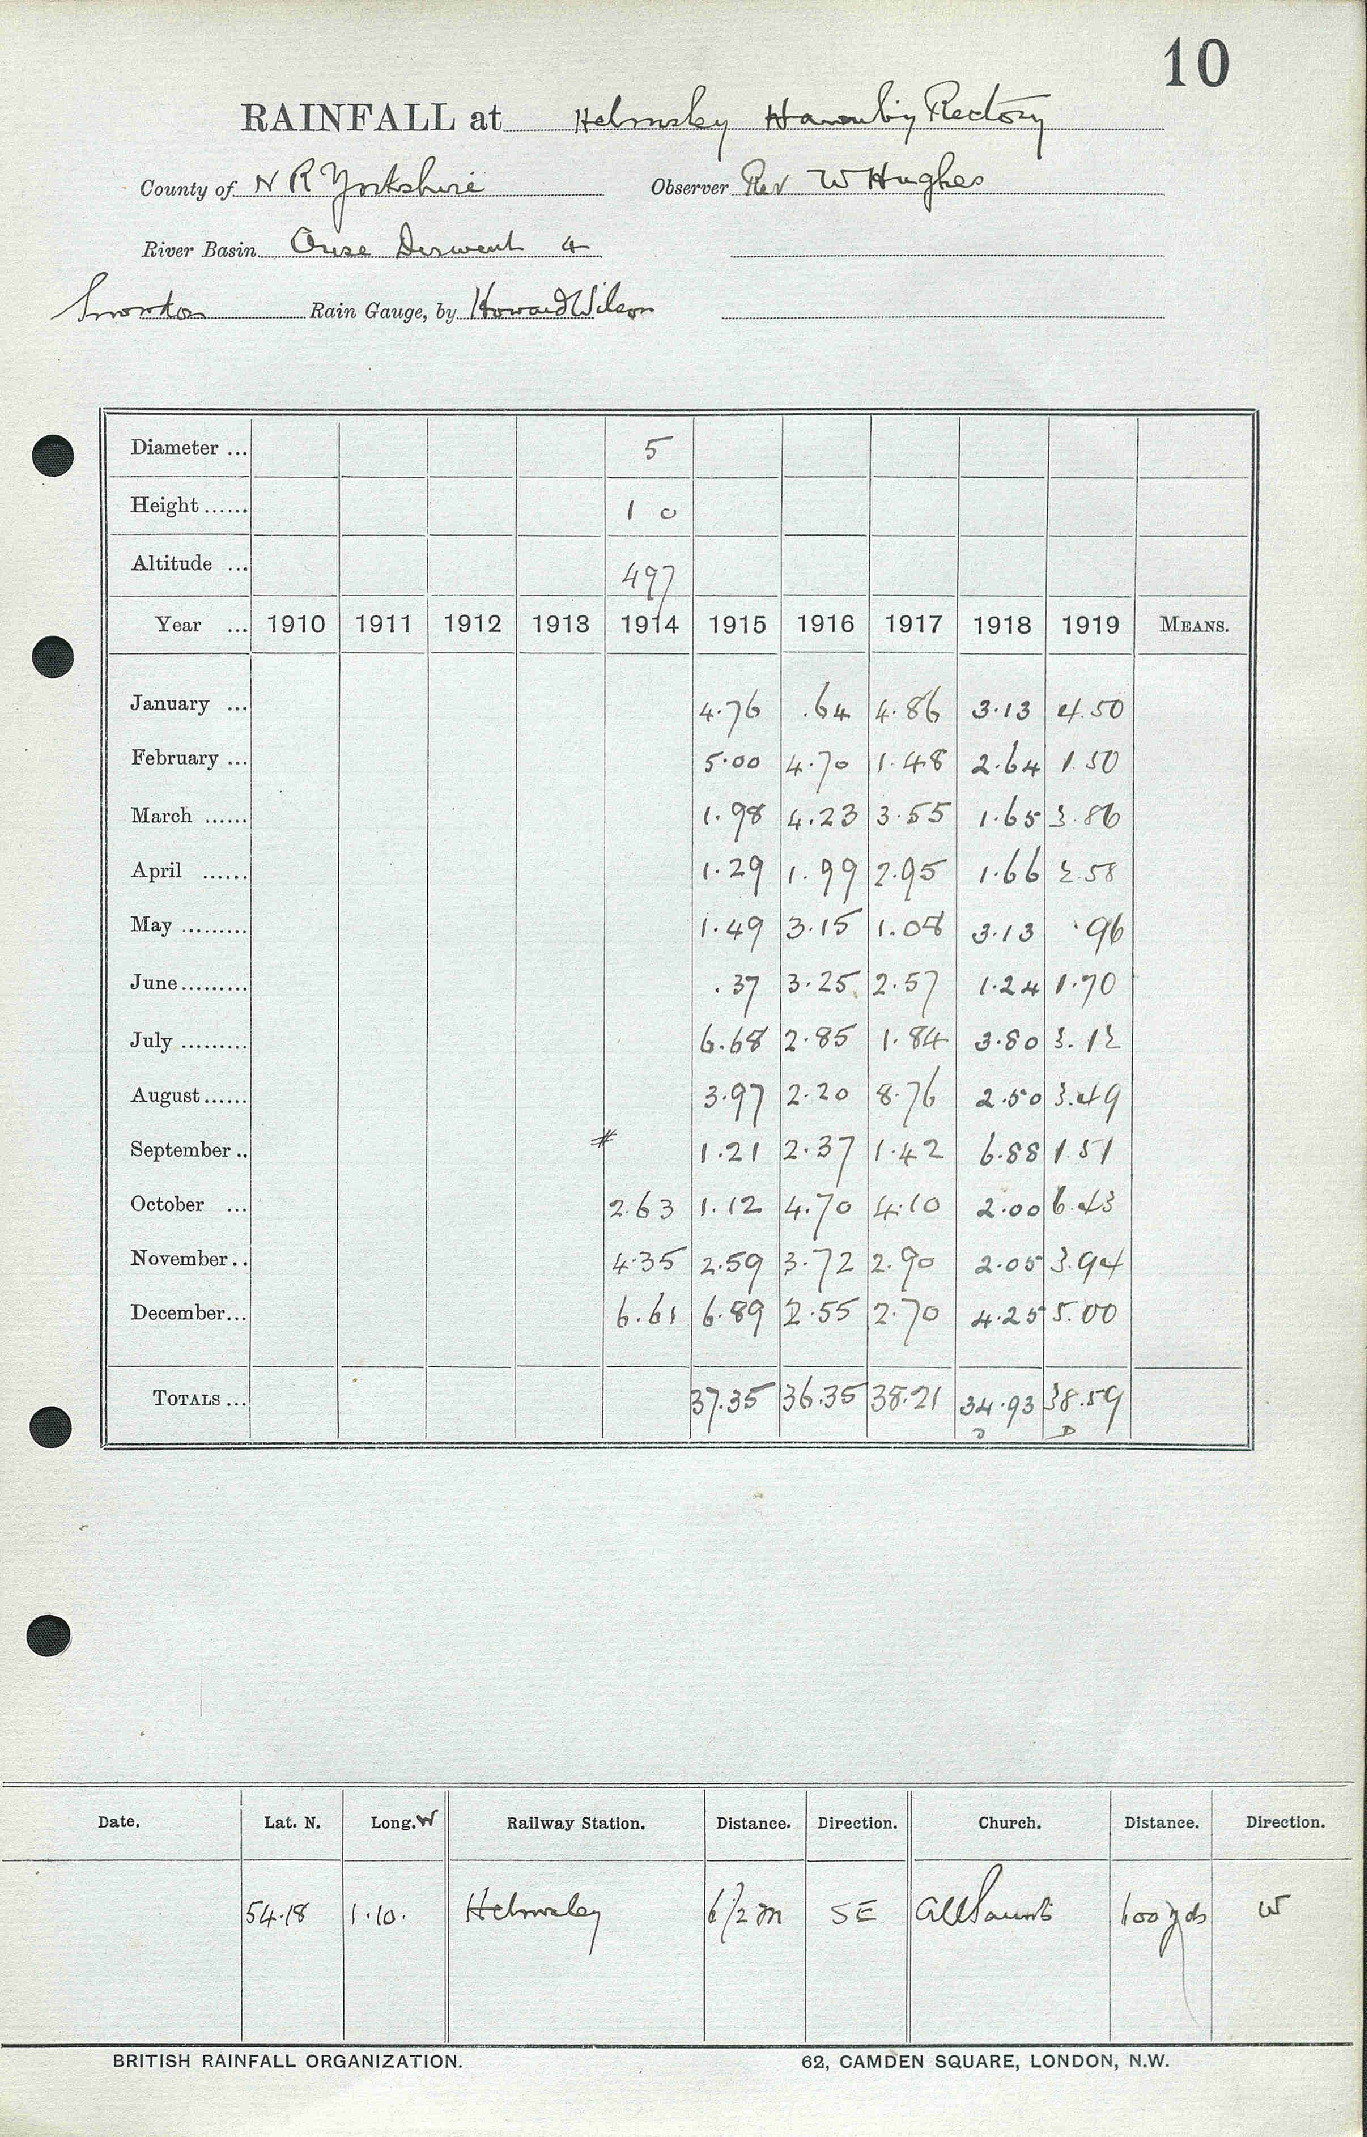 10
RAINFALL at Helmsley Hawnby Rectory
County of N R Yorkshire Observer Rev W Hughes
River Basin Ouse Derwent 4
Snowdon Rain Gauge, by Howard Wilson
Diameter ... 5
Height ...... 1 0
Altitude ... 497
Year ... 1910 1911 1912 1913 1914 1915 1916 1917 1918 1919 MEANS.
January ... 4.76 .64 4.86 3.13 4.50
February ... 5.00 4.70 1.48 2.64 1.50
March ...... 1.98 4.23 3.55 1.65 3.86
April ...... 1.29 1.99 2.95 1.66 2.58
May ......... 1.49 3.15 1.08 3.13 .96
June ......... .37 3.25 2.57 1.24 1.70
July ......... 6.68 2.85 1.84 3.80 3.12
August ...... 3.97 2.20 8.76 2.50 3.49
September .. # 1.21 2.37 1.42 6.88 1.51
October ... 2.63 1.12 4.70 4.10 2.00 6.43
November .. 4.35 2.59 3.72 2.90 2.05 3.94
December ... 6.61 6.89 2.55 2.70 4.25 5.00
TOTALS ... 37.35 36.35 38.21 34.93 38.59
D D
Date. Lat. N. Long. W Railway Station. Distance. Direction. Church. Distance. Direction.
54.18 1.10. Helmsley 6 1/2 m SE All Saints 600 yds W
BRITISH RAINFALL ORGANIZATION. 62, CAMDEN SQUARE, LONDON, N.W.